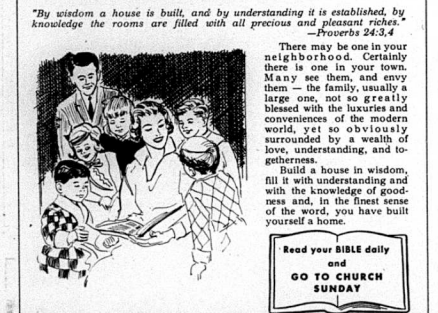 "By wisdom a house is built, and by understanding it is established, by
knowledge the rooms are filled with all precious and pleasant riches."
—Proverbs 24:3,4
There may be one in your
neighborhood. Certainly
there is one in your town.
Many see them, and envy
them — the family, usually a
large one, not so greatly
blessed with the luxuries and
conveniences of the modern
world, yet so obviously
surrounded by a wealth of
love, understanding, and to-
getherness.
Build a house in wisdom,
fill it with understanding and
with the knowledge of good-
ness and, in the finest sense
of the word, you have built
yourself a home.
Read your BIBLE daily
and
GO TO CHURCH
SUNDAY